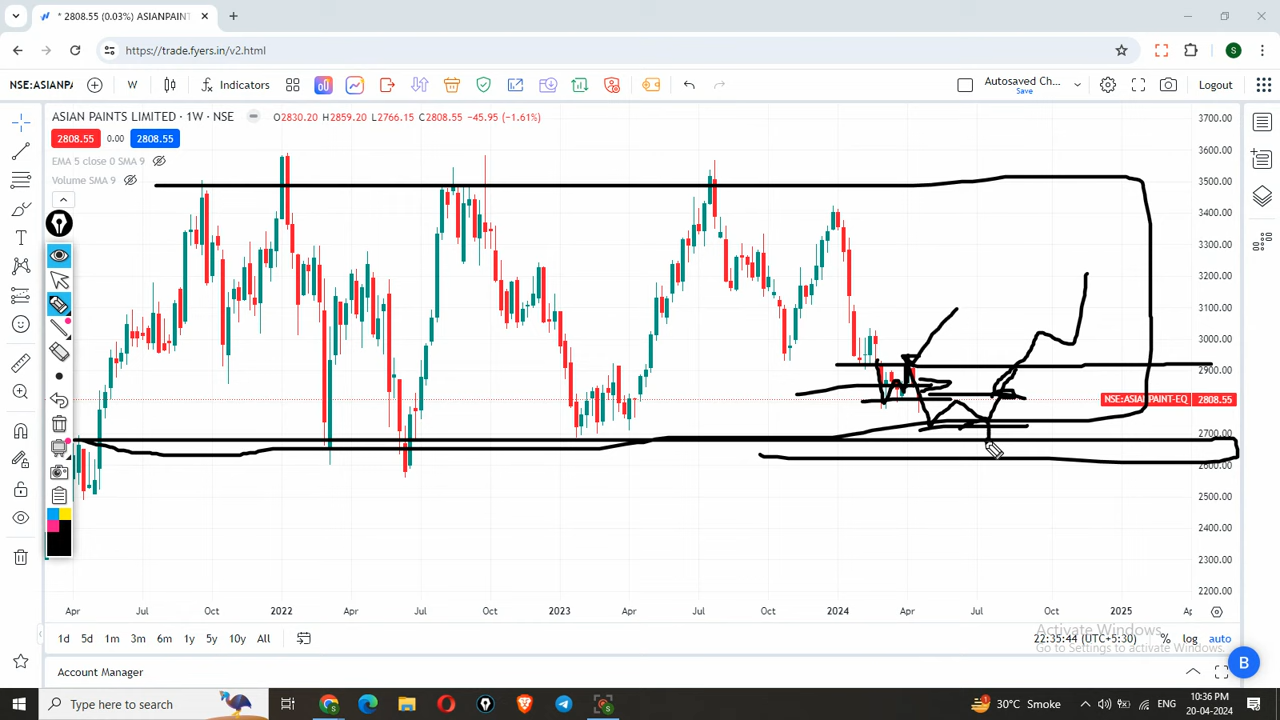 * 2808.55 (0.03%) ASIANPAINT
https://trade.fyers.in/v2.html
S
NSE:ASIANPA
W
Indicators
Autosaved Ch...
Save
Logout
ASIAN PAINTS LIMITED · 1W · NSE
O2830.20 H2859.20 L2766.15 C2808.55 −45.95 (−1.61%)
2808.55
0.00
2808.55
EMA 5 close 0 SMA 9
Volume SMA 9
3700.00
3600.00
3500.00
3400.00
3300.00
3200.00
3100.00
3000.00
2900.00
NSE:ASIANPAINT-EQ 2808.55
2700.00
2600.00
2500.00
2400.00
2300.00
2200.00
Apr Jul Oct 2022 Apr Jul Oct 2023 Apr Jul Oct 2024 Apr Jul Oct 2025 Ap
1d 5d 1m 3m 6m 1y 5y 10y All
22:35:44 (UTC+5:30) % log auto
Activate Windows
Go to Settings to activate Windows.
Account Manager
B
Type here to search
30°C Smoke
ENG
10:36 PM
20-04-2024